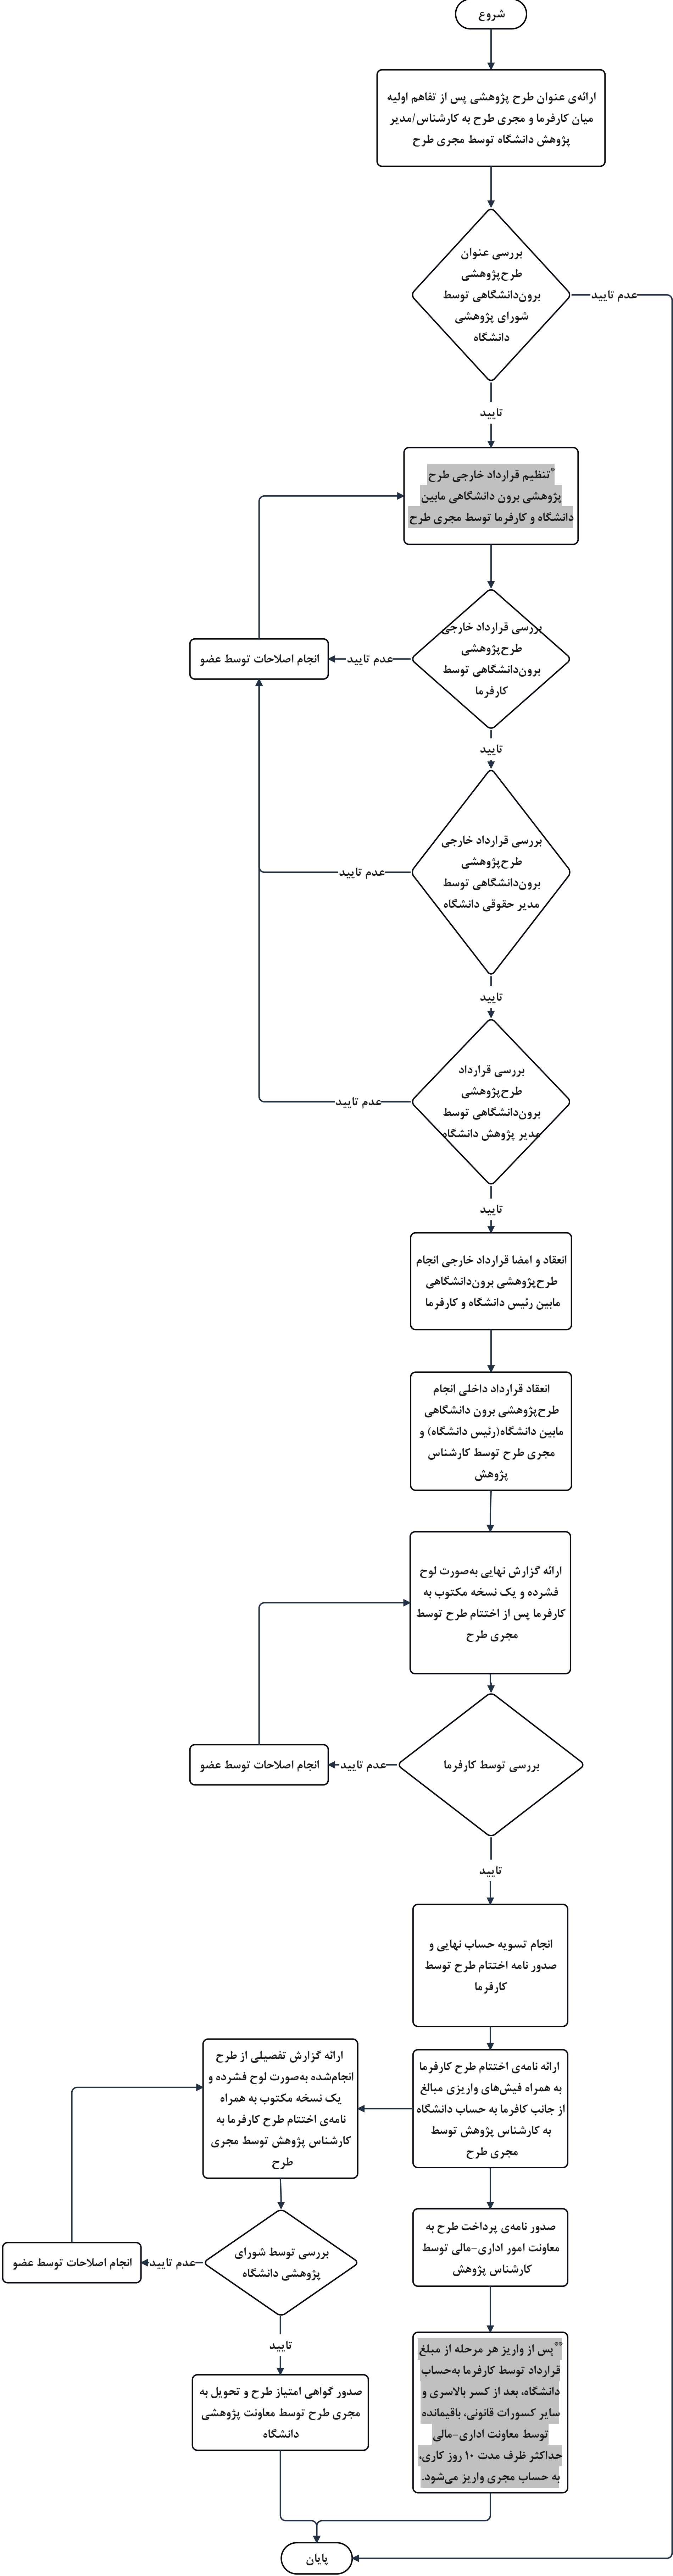 شروع
ارائه‌ی عنوان طرح پژوهشی پس از تفاهم اولیه
میان کارفرما و مجری طرح به کارشناس/مدیر
پژوهش دانشگاه توسط مجری طرح
بررسی عنوان
طرح‌پژوهشی
برون‌دانشگاهی توسط
شورای پژوهشی
دانشگاه
عدم تایید
تایید
*تنظیم قرارداد خارجی طرح
پژوهشی برون دانشگاهی مابین
دانشگاه و کارفرما توسط مجری طرح
بررسی قرارداد خارجی
طرح‌پژوهشی
برون‌دانشگاهی توسط
کارفرما
عدم تایید
انجام اصلاحات توسط عضو
تایید
بررسی قرارداد خارجی
طرح‌پژوهشی
برون‌دانشگاهی توسط
مدیر حقوقی دانشگاه
عدم تایید
تایید
بررسی قرارداد
طرح‌پژوهشی
برون‌دانشگاهی توسط
مدیر پژوهش دانشگاه
عدم تایید
تایید
انعقاد و امضا قرارداد خارجی انجام
طرح‌پژوهشی برون‌دانشگاهی
مابین رئیس دانشگاه و کارفرما
انعقاد قرارداد داخلی انجام
طرح‌پژوهشی برون دانشگاهی
مابین دانشگاه(رئیس دانشگاه) و
مجری طرح توسط کارشناس
پژوهش
ارائه گزارش نهایی به‌صورت لوح
فشرده و یک نسخه مکتوب به
کارفرما پس از اختتام طرح توسط
مجری طرح
بررسی توسط کارفرما
عدم تایید
انجام اصلاحات توسط عضو
تایید
انجام تسویه حساب نهایی و
صدور نامه اختتام طرح توسط
کارفرما
ارائه نامه‌ی اختتام طرح کارفرما
به همراه فیش‌های واریزی مبالغ
از جانب کافرما به حساب دانشگاه
به کارشناس پژوهش توسط
مجری طرح
ارائه گزارش تفصیلی از طرح
انجام‌شده به‌صورت لوح فشرده و
یک نسخه مکتوب به همراه
نامه‌ی اختتام طرح کارفرما به
کارشناس پژوهش توسط مجری
طرح
صدور نامه‌ی پرداخت طرح به
معاونت امور اداری-مالی توسط
کارشناس پژوهش
بررسی توسط شورای
پژوهشی دانشگاه
عدم تایید
انجام اصلاحات توسط عضو
تایید
**پس از واریز هر مرحله از مبلغ
قرارداد توسط کارفرما به‌حساب
دانشگاه، بعد از کسر بالاسری و
سایر کسورات قانونی، باقیمانده
توسط معاونت اداری-مالی
حداکثر ظرف مدت ۱۰ روز کاری،
به حساب مجری واریز می‌شود.
صدور گواهی امتیاز طرح و تحویل به
مجری طرح توسط معاونت پژوهشی
دانشگاه
پایان